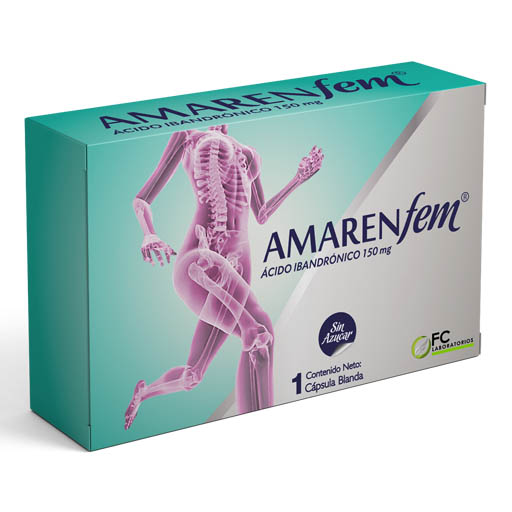 AMARENfem®
ÁCIDO IBANDRÓNICO 150 mg
AMARENfem®
ÁCIDO IBANDRÓNICO 150 mg
Sin
Azúcar
FC
LABORATORIOS
1 Contenido Neto:
Cápsula Blanda